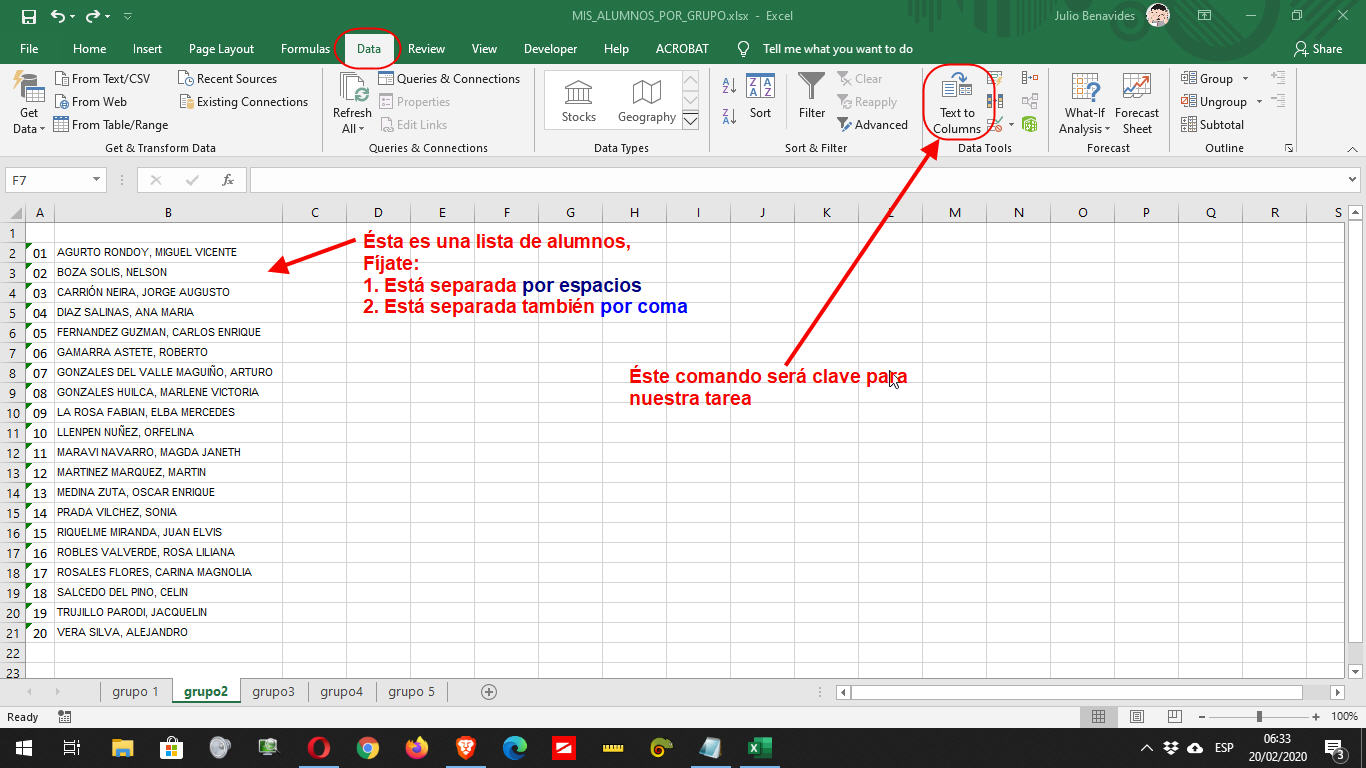 MIS_ALUMNOS_POR_GRUPO.xlsx - Excel
Julio Benavides
File Home Insert Page Layout Formulas Data Review View Developer Help ACROBAT Tell me what you want to do Share
Get Data
From Text/CSV
From Web
From Table/Range
Recent Sources
Existing Connections
Get & Transform Data
Refresh All
Queries & Connections
Properties
Edit Links
Queries & Connections
Stocks
Geography
Data Types
Sort
Filter
Clear
Reapply
Advanced
Sort & Filter
Text to Columns
Data Tools
What-If Analysis
Forecast Sheet
Forecast
Group
Ungroup
Subtotal
Outline
F7
fx
A B C D E F G H I J K L M N O P Q R S
1
2 01 AGURTO RONDOY, MIGUEL VICENTE
3 02 BOZA SOLIS, NELSON
4 03 CARRIÓN NEIRA, JORGE AUGUSTO
5 04 DIAZ SALINAS, ANA MARIA
6 05 FERNANDEZ GUZMAN, CARLOS ENRIQUE
7 06 GAMARRA ASTETE, ROBERTO
8 07 GONZALES DEL VALLE MAGUIÑO, ARTURO
9 08 GONZALES HUILCA, MARLENE VICTORIA
10 09 LA ROSA FABIAN, ELBA MERCEDES
11 10 LLENPEN NUÑEZ, ORFELINA
12 11 MARAVI NAVARRO, MAGDA JANETH
13 12 MARTINEZ MARQUEZ, MARTIN
14 13 MEDINA ZUTA, OSCAR ENRIQUE
15 14 PRADA VILCHEZ, SONIA
16 15 RIQUELME MIRANDA, JUAN ELVIS
17 16 ROBLES VALVERDE, ROSA LILIANA
18 17 ROSALES FLORES, CARINA MAGNOLIA
19 18 SALCEDO DEL PINO, CELIN
20 19 TRUJILLO PARODI, JACQUELIN
21 20 VERA SILVA, ALEJANDRO
22
23
Ésta es una lista de alumnos,
Fíjate:
1. Está separada por espacios
2. Está separada también por coma
Éste comando será clave para
nuestra tarea
grupo 1 grupo2 grupo3 grupo4 grupo 5
Ready
100%
ESP
06:33
20/02/2020
3